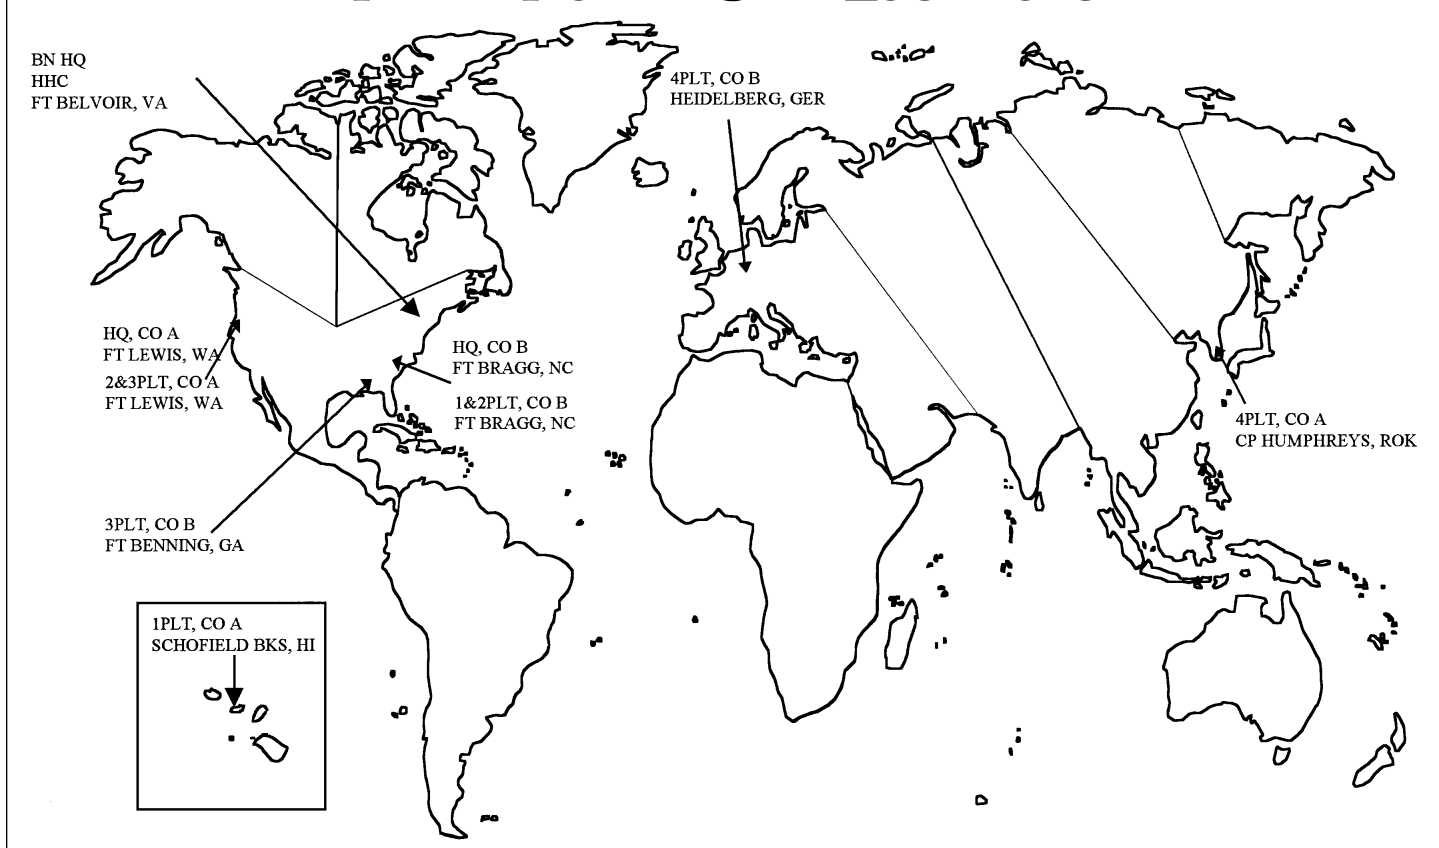 BN HQ
HHC
FT BELVOIR, VA
4PLT, CO B
HEIDELBERG, GER
HQ, CO A
FT LEWIS, WA
2&3PLT, CO A
FT LEWIS, WA
HQ, CO B
FT BRAGG, NC
1&2PLT, CO B
FT BRAGG, NC
4PLT, CO A
CP HUMPHREYS, ROK
3PLT, CO B
FT BENNING, GA
1PLT, CO A
SCHOFIELD BKS, HI